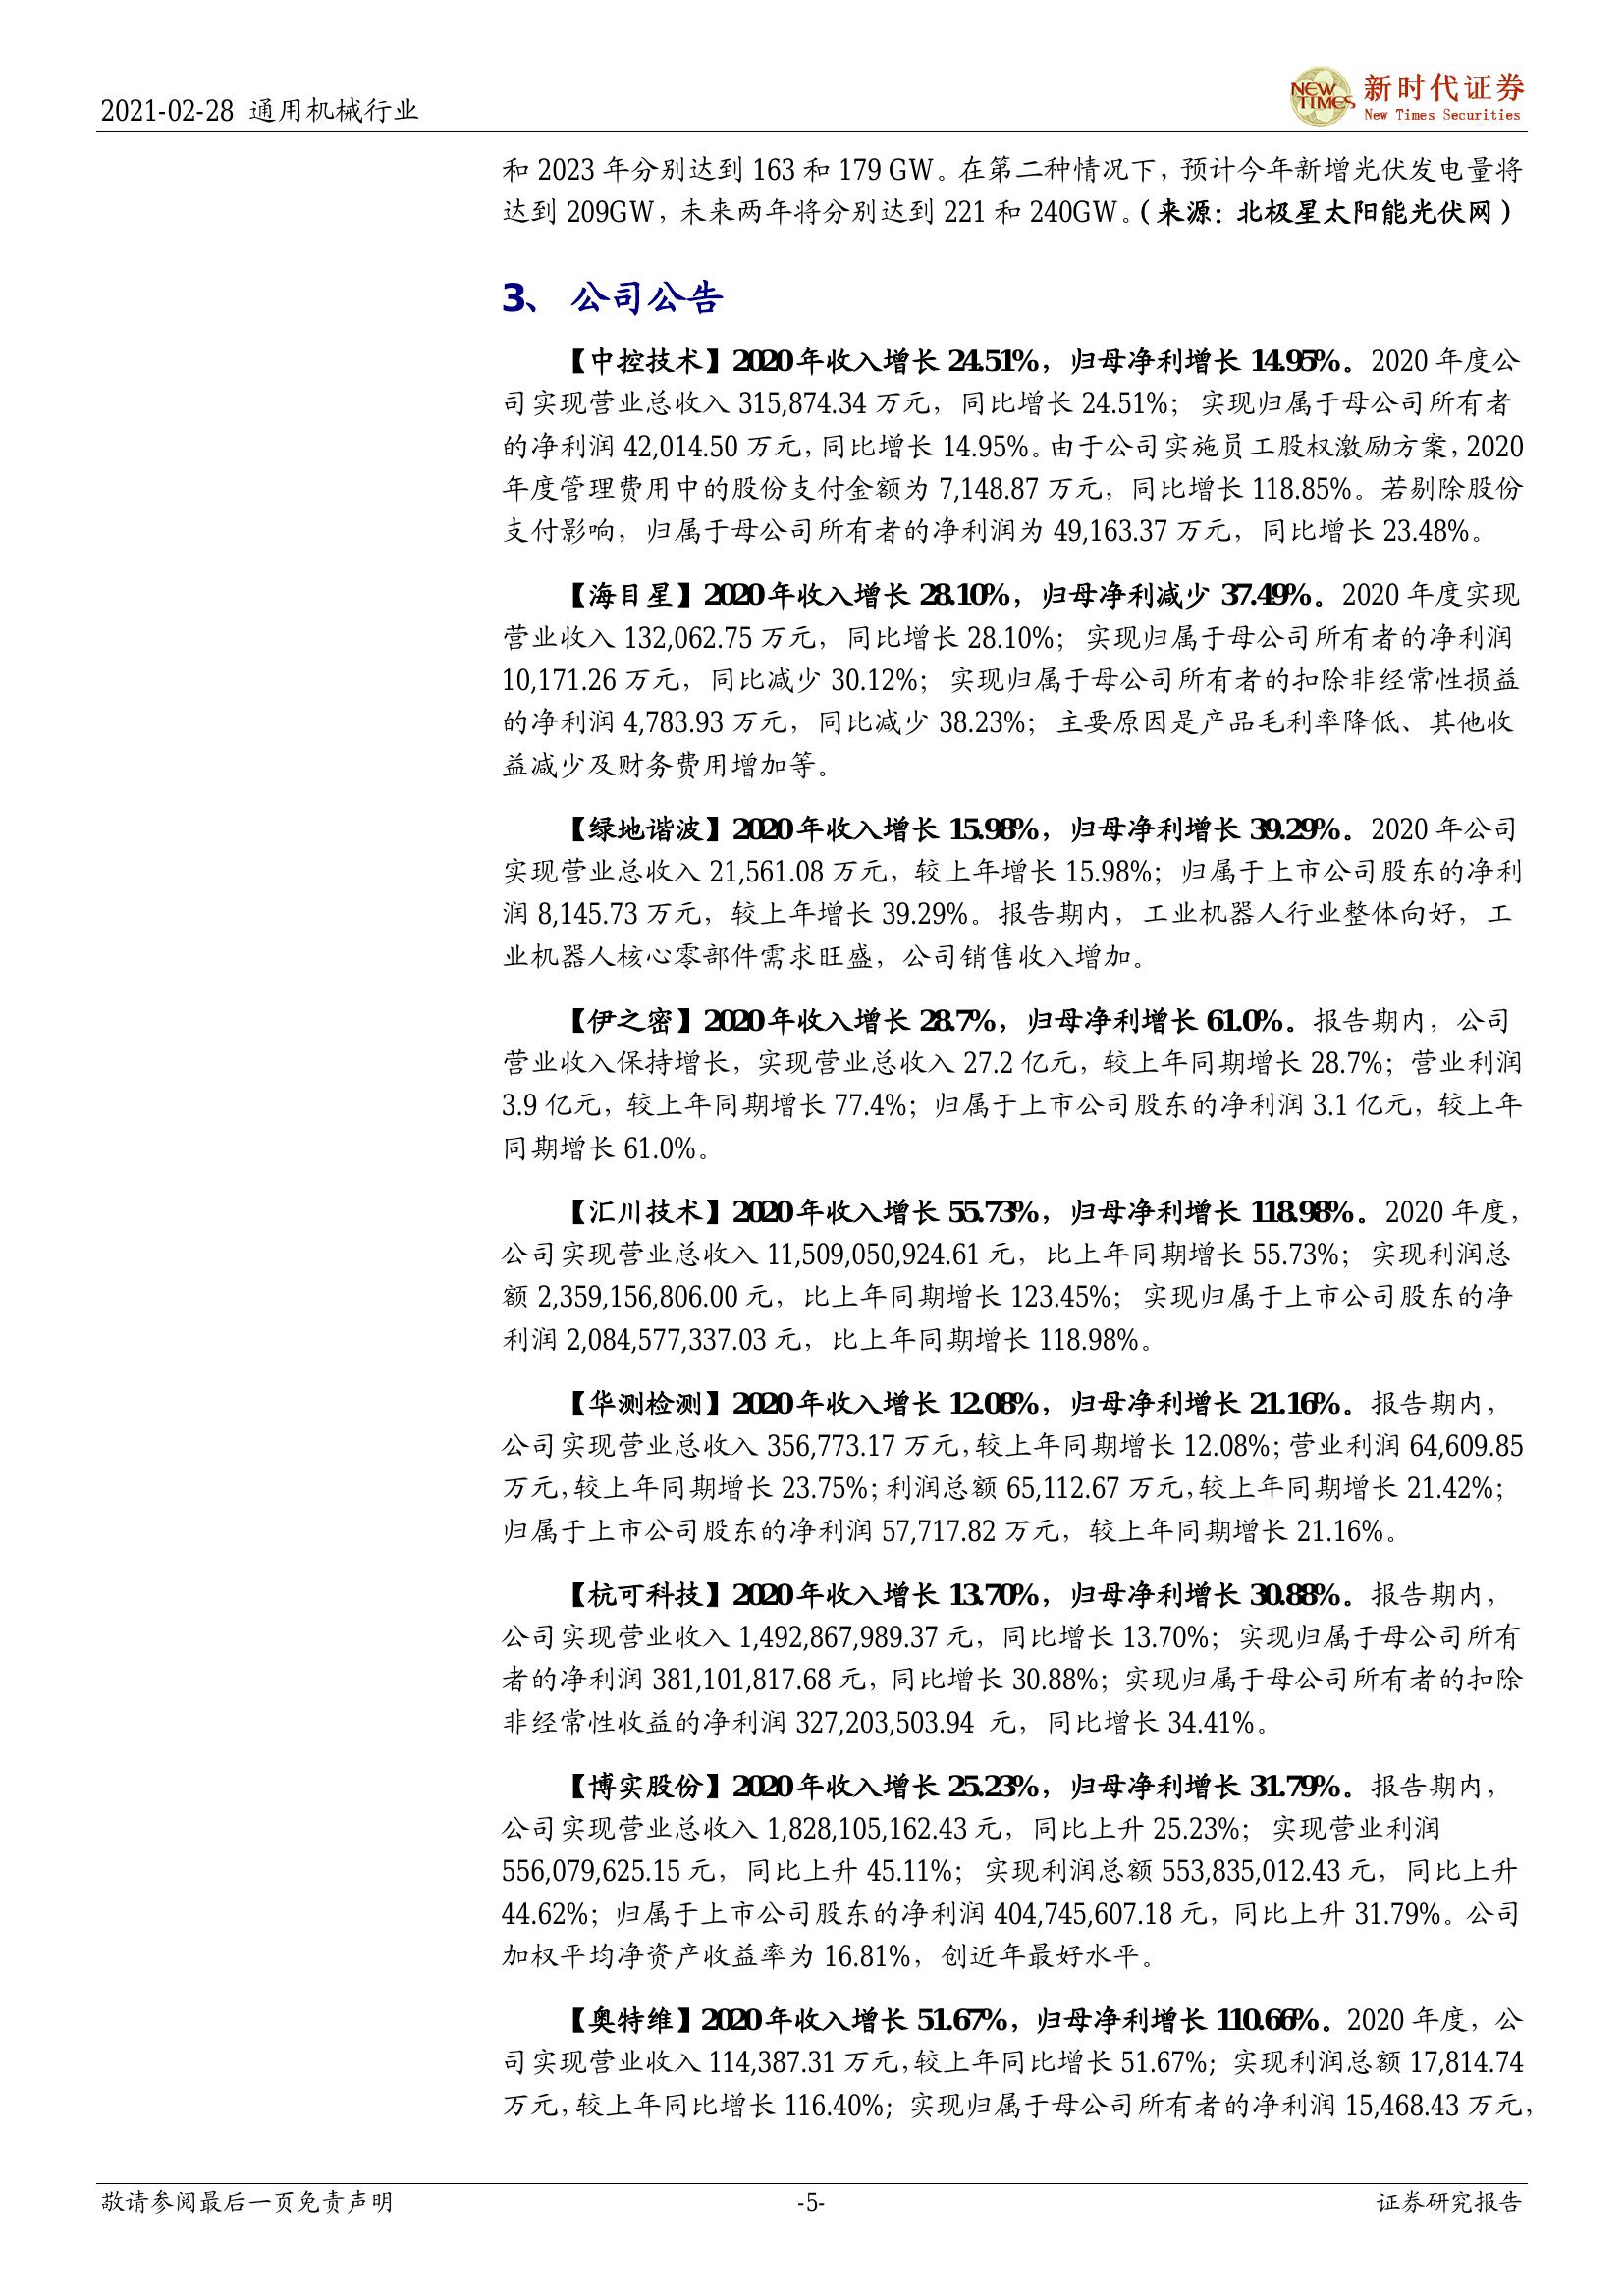 2021-02-28 通用机械行业
NEW TIMES
新时代证券
New Times Securities
和 2023 年分别达到 163 和 179 GW。在第二种情况下，预计今年新增光伏发电量将
达到 209GW，未来两年将分别达到 221 和 240GW。（来源：北极星太阳能光伏网）
3、 公司公告
【中控技术】2020 年收入增长 24.51%，归母净利增长 14.95%。2020 年度公
司实现营业总收入 315,874.34 万元，同比增长 24.51%；实现归属于母公司所有者
的净利润 42,014.50 万元，同比增长 14.95%。由于公司实施员工股权激励方案，2020
年度管理费用中的股份支付金额为 7,148.87 万元，同比增长 118.85%。若剔除股份
支付影响，归属于母公司所有者的净利润为 49,163.37 万元，同比增长 23.48%。
【海目星】2020 年收入增长 28.10%，归母净利减少 37.49%。2020 年度实现
营业收入 132,062.75 万元，同比增长 28.10%；实现归属于母公司所有者的净利润
10,171.26 万元，同比减少 30.12%；实现归属于母公司所有者的扣除非经常性损益
的净利润 4,783.93 万元，同比减少 38.23%；主要原因是产品毛利率降低、其他收
益减少及财务费用增加等。
【绿地谐波】2020 年收入增长 15.98%，归母净利增长 39.29%。2020 年公司
实现营业总收入 21,561.08 万元，较上年增长 15.98%；归属于上市公司股东的净利
润 8,145.73 万元，较上年增长 39.29%。报告期内，工业机器人行业整体向好，工
业机器人核心零部件需求旺盛，公司销售收入增加。
【伊之密】2020 年收入增长 28.7%，归母净利增长 61.0%。报告期内，公司
营业收入保持增长，实现营业总收入 27.2 亿元，较上年同期增长 28.7%；营业利润
3.9 亿元，较上年同期增长 77.4%；归属于上市公司股东的净利润 3.1 亿元，较上年
同期增长 61.0%。
【汇川技术】2020 年收入增长 55.73%，归母净利增长 118.98%。2020 年度，
公司实现营业总收入 11,509,050,924.61 元，比上年同期增长 55.73%；实现利润总
额 2,359,156,806.00 元，比上年同期增长 123.45%；实现归属于上市公司股东的净
利润 2,084,577,337.03 元，比上年同期增长 118.98%。
【华测检测】2020 年收入增长 12.08%，归母净利增长 21.16%。报告期内，
公司实现营业总收入 356,773.17 万元，较上年同期增长 12.08%；营业利润 64,609.85
万元，较上年同期增长 23.75%；利润总额 65,112.67 万元，较上年同期增长 21.42%；
归属于上市公司股东的净利润 57,717.82 万元，较上年同期增长 21.16%。
【杭可科技】2020 年收入增长 13.70%，归母净利增长 30.88%。报告期内，
公司实现营业收入 1,492,867,989.37 元，同比增长 13.70%；实现归属于母公司所有
者的净利润 381,101,817.68 元，同比增长 30.88%；实现归属于母公司所有者的扣除
非经常性收益的净利润 327,203,503.94 元，同比增长 34.41%。
【博实股份】2020 年收入增长 25.23%，归母净利增长 31.79%。报告期内，
公司实现营业总收入 1,828,105,162.43 元，同比上升 25.23%；实现营业利润
556,079,625.15 元，同比上升 45.11%；实现利润总额 553,835,012.43 元，同比上升
44.62%；归属于上市公司股东的净利润 404,745,607.18 元，同比上升 31.79%。公司
加权平均净资产收益率为 16.81%，创近年最好水平。
【奥特维】2020 年收入增长 51.67%，归母净利增长 110.66%。2020 年度，公
司实现营业收入 114,387.31 万元，较上年同比增长 51.67%；实现利润总额 17,814.74
万元，较上年同比增长 116.40%；实现归属于母公司所有者的净利润 15,468.43 万元，
敬请参阅最后一页免责声明
-5-
证券研究报告